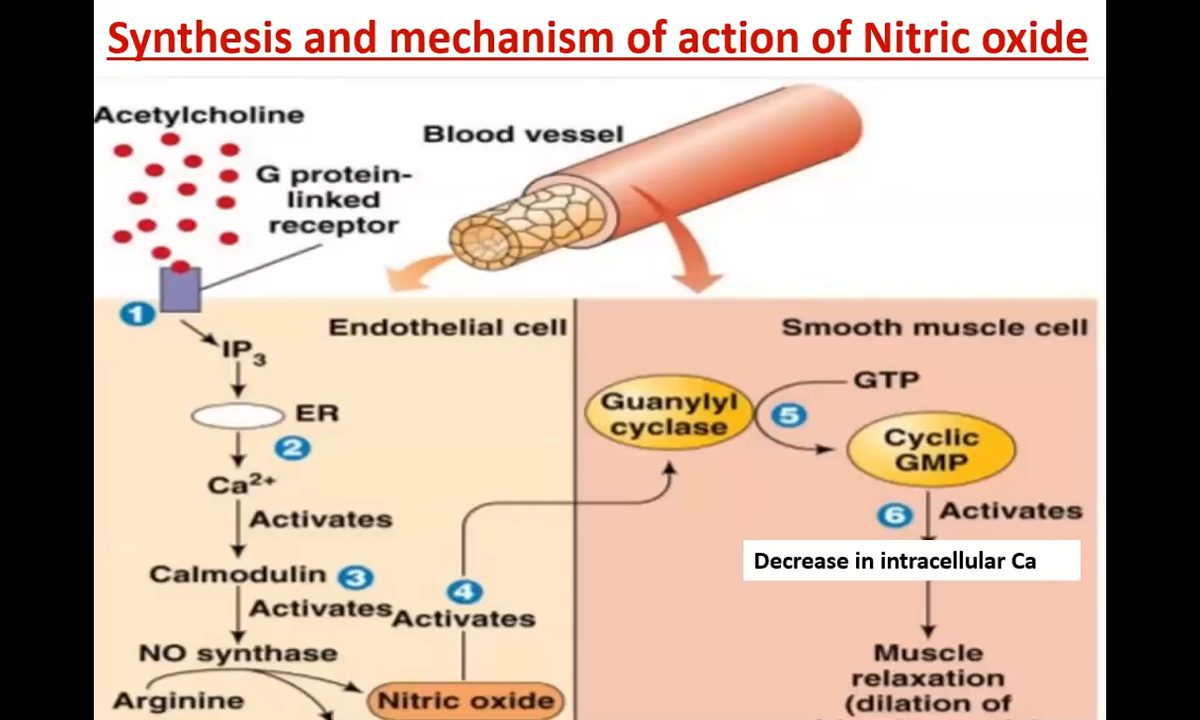 Synthesis and mechanism of action of Nitric oxide
Acetylcholine
Blood vessel
G protein-
linked
receptor
1
Endothelial cell
IP3
ER
2
Ca2+
Activates
Calmodulin 3
Activates
NO synthase
Arginine
Nitric oxide
4
Activates
Smooth muscle cell
Guanylyl
cyclase
5
GTP
Cyclic
GMP
6
Activates
Decrease in intracellular Ca
Muscle
relaxation
(dilation of